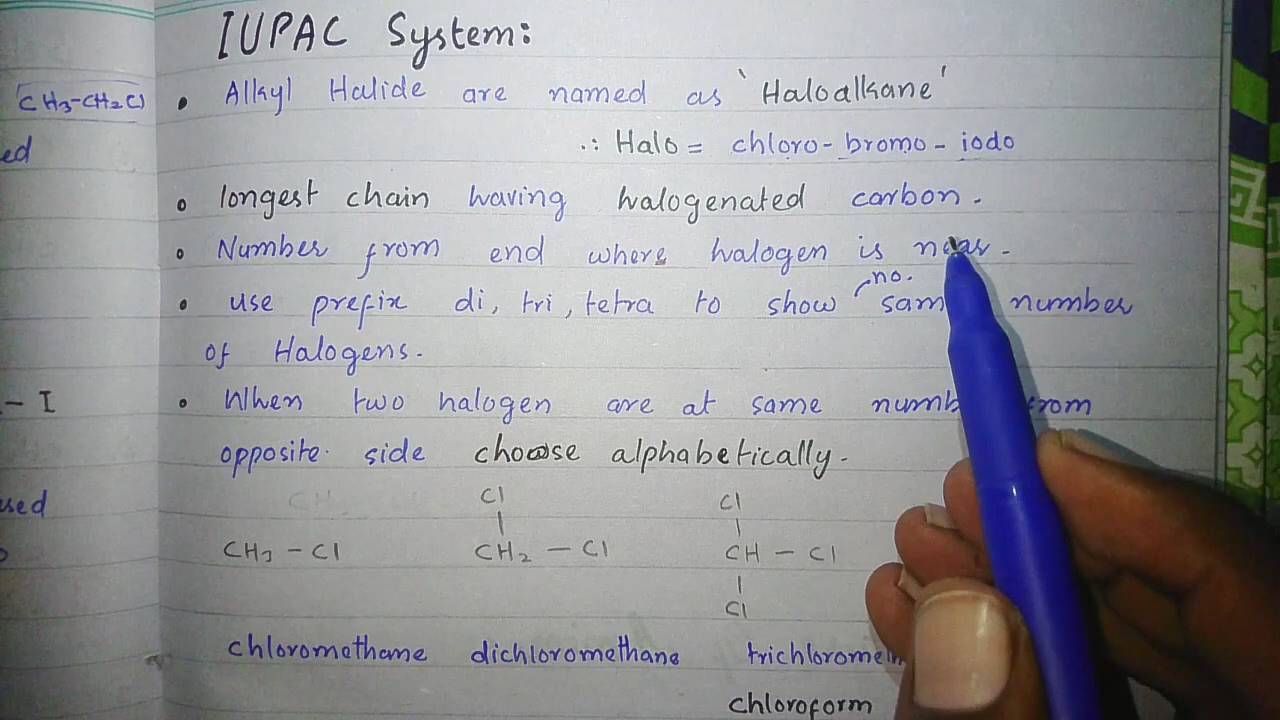 IUPAC System:
CH3-CH2Cl
• Alkyl Halide are named as 'Haloalkane'
ed
∴ Halo = chloro - bromo - iodo
• longest chain having halogenated carbon.
• Number from end where halogen is near.
no.
• use prefix di, tri, tetra to show same number
of Halogens.
- I
• When two halogen are at same from
opposite side choose alphabetically.
Cl Cl
used
CH3 - Cl CH2 - Cl CH - Cl
Cl
chloromethane dichloromethane
chloroform